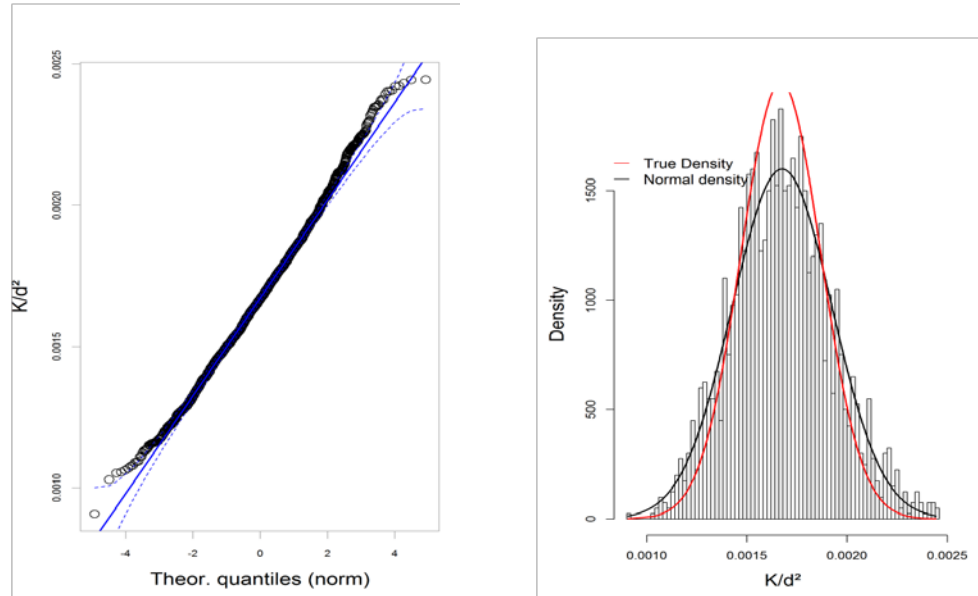 0.0025
0.0020
0.0015
0.0010
K/d²
-4 -2 0 2 4
Theor. quantiles (norm)
True Density
Normal density
1500
1000
500
0
Density
0.0010 0.0015 0.0020 0.0025
K/d²